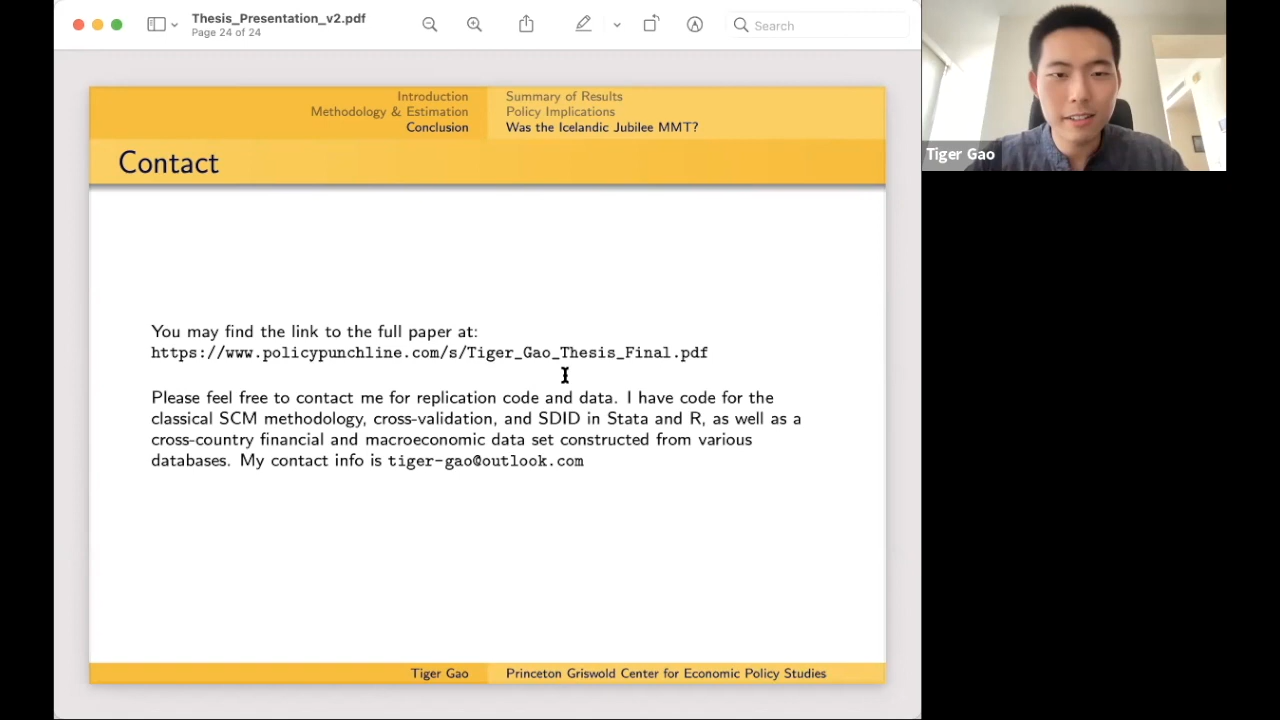 Thesis_Presentation_v2.pdf
Page 24 of 24
Search
Introduction
Methodology & Estimation
Conclusion
Summary of Results
Policy Implications
Was the Icelandic Jubilee MMT?
Contact
You may find the link to the full paper at:
https://www.policypunchline.com/s/Tiger_Gao_Thesis_Final.pdf
Please feel free to contact me for replication code and data. I have code for the
classical SCM methodology, cross-validation, and SDID in Stata and R, as well as a
cross-country financial and macroeconomic data set constructed from various
databases. My contact info is tiger-gao@outlook.com
Tiger Gao
Princeton Griswold Center for Economic Policy Studies
Tiger Gao